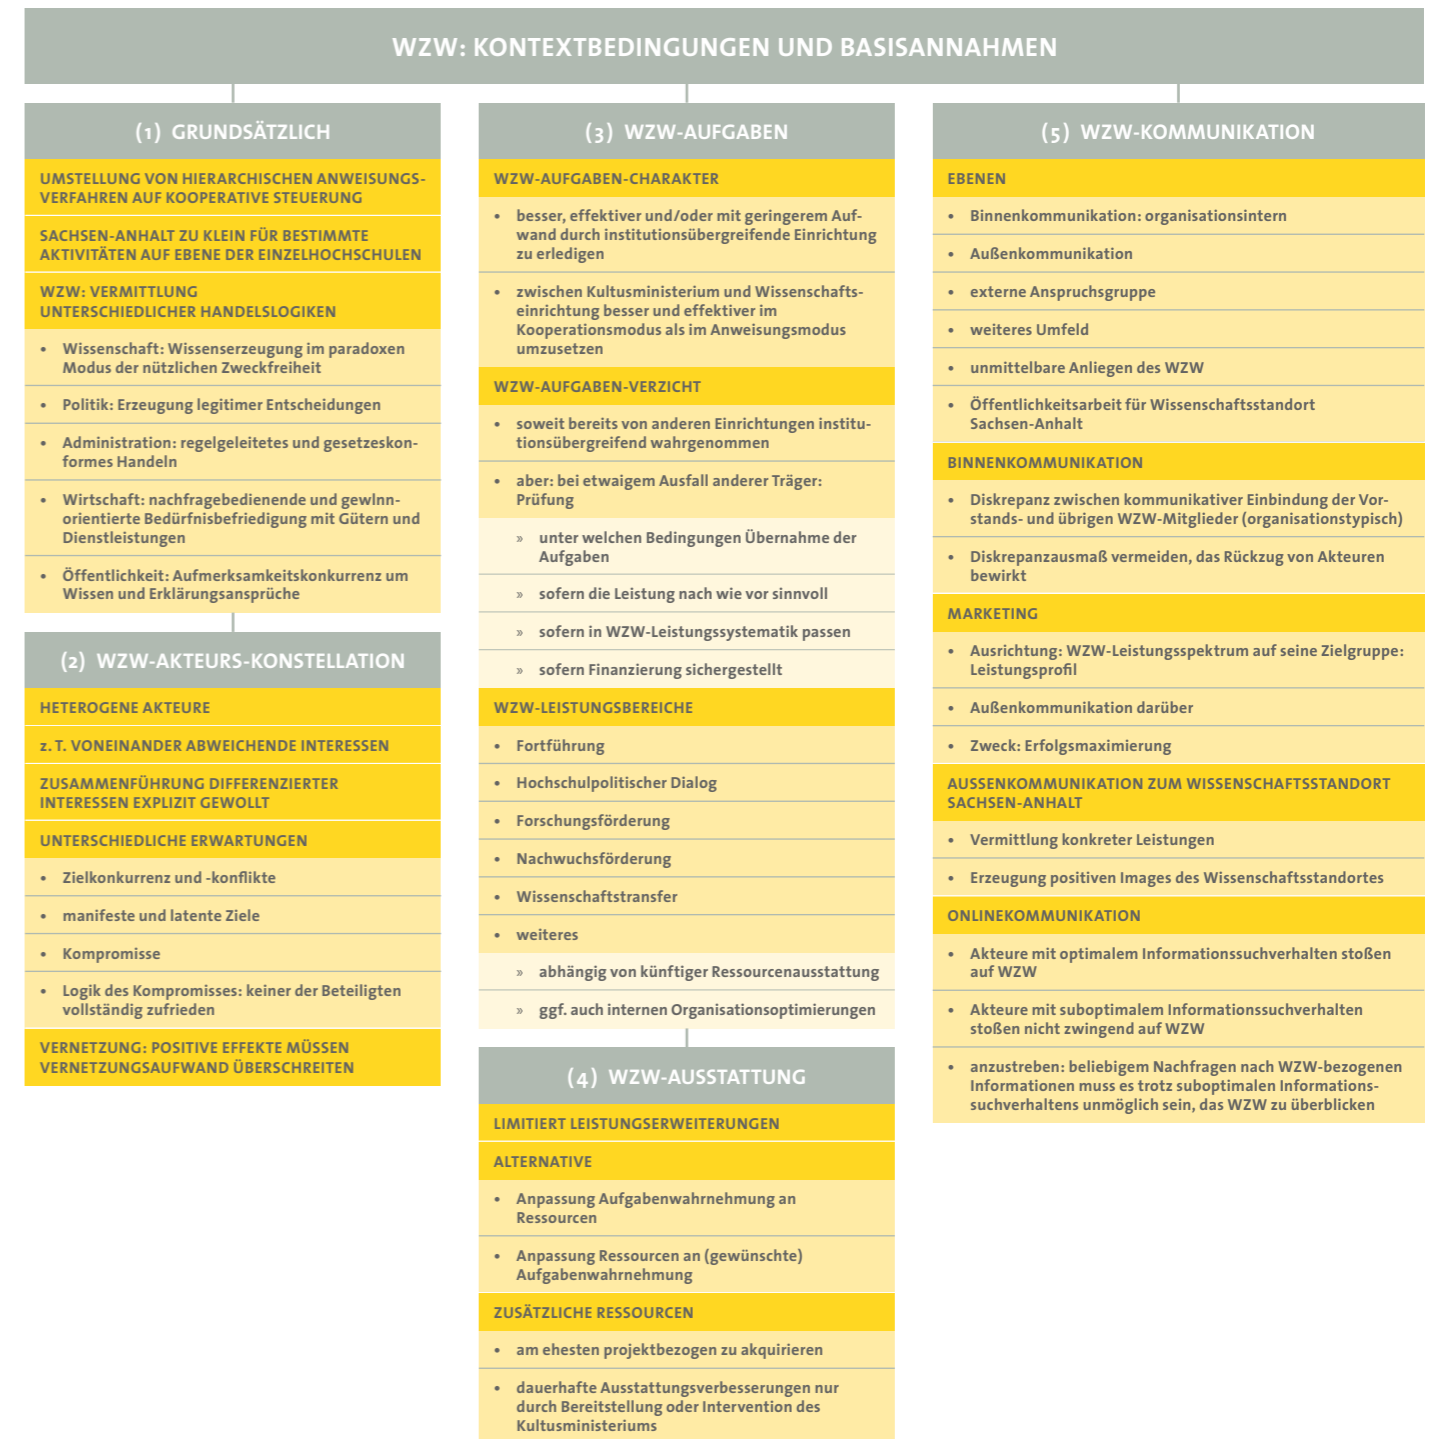 WZW: KONTEXTBEDINGUNGEN UND BASISANNAHMEN
(1) GRUNDSÄTZLICH
UMSTELLUNG VON HIERARCHISCHEN ANWEISUNGS-
VERFAHREN AUF KOOPERATIVE STEUERUNG
SACHSEN-ANHALT ZU KLEIN FÜR BESTIMMTE
AKTIVITÄTEN AUF EBENE DER EINZELHOCHSCHULEN
WZW: VERMITTLUNG
UNTERSCHIEDLICHER HANDELSLOGIKEN
• Wissenschaft: Wissenserzeugung im paradoxen
Modus der nützlichen Zweckfreiheit
• Politik: Erzeugung legitimer Entscheidungen
• Administration: regelgeleitetes und gesetzeskon-
formes Handeln
• Wirtschaft: nachfragebedienende und gewInn-
orientierte Bedürfnisbefriedigung mit Gütern und
Dienstleistungen
• Öffentlichkeit: Aufmerksamkeitskonkurrenz um
Wissen und Erklärungsansprüche
(2) WZW-AKTEURS-KONSTELLATION
HETEROGENE AKTEURE
z. T. VONEINANDER ABWEICHENDE INTERESSEN
ZUSAMMENFÜHRUNG DIFFERENZIERTER
INTERESSEN EXPLIZIT GEWOLLT
UNTERSCHIEDLICHE ERWARTUNGEN
• Zielkonkurrenz und -konflikte
• manifeste und latente Ziele
• Kompromisse
• Logik des Kompromisses: keiner der Beteiligten
vollständig zufrieden
VERNETZUNG: POSITIVE EFFEKTE MÜSSEN
VERNETZUNGSAUFWAND ÜBERSCHREITEN
(3) WZW-AUFGABEN
WZW-AUFGABEN-CHARAKTER
• besser, effektiver und/oder mit geringerem Auf-
wand durch institutionsübergreifende Einrichtung
zu erledigen
• zwischen Kultusministerium und Wissenschafts-
einrichtung besser und effektiver im
Kooperationsmodus als im Anweisungsmodus
umzusetzen
WZW-AUFGABEN-VERZICHT
• soweit bereits von anderen Einrichtungen institu-
tionsübergreifend wahrgenommen
• aber: bei etwaigem Ausfall anderer Träger:
Prüfung
» unter welchen Bedingungen Übernahme der
Aufgaben
» sofern die Leistung nach wie vor sinnvoll
» sofern in WZW-Leistungssystematik passen
» sofern Finanzierung sichergestellt
WZW-LEISTUNGSBEREICHE
• Fortführung
• Hochschulpolitischer Dialog
• Forschungsförderung
• Nachwuchsförderung
• Wissenschaftstransfer
• weiteres
» abhängig von künftiger Ressourcenausstattung
» ggf. auch internen Organisationsoptimierungen
(4) WZW-AUSSTATTUNG
LIMITIERT LEISTUNGSERWEITERUNGEN
ALTERNATIVE
• Anpassung Aufgabenwahrnehmung an
Ressourcen
• Anpassung Ressourcen an (gewünschte)
Aufgabenwahrnehmung
ZUSÄTZLICHE RESSOURCEN
• am ehesten projektbezogen zu akquirieren
• dauerhafte Ausstattungsverbesserungen nur
durch Bereitstellung oder Intervention des
Kultusministeriums
(5) WZW-KOMMUNIKATION
EBENEN
• Binnenkommunikation: organisationsintern
• Außenkommunikation
• externe Anspruchsgruppe
• weiteres Umfeld
• unmittelbare Anliegen des WZW
• Öffentlichkeitsarbeit für Wissenschaftsstandort
Sachsen-Anhalt
BINNENKOMMUNIKATION
• Diskrepanz zwischen kommunikativer Einbindung der Vor-
stands- und übrigen WZW-Mitglieder (organisationstypisch)
• Diskrepanzausmaß vermeiden, das Rückzug von Akteuren
bewirkt
MARKETING
• Ausrichtung: WZW-Leistungsspektrum auf seine Zielgruppe:
Leistungsprofil
• Außenkommunikation darüber
• Zweck: Erfolgsmaximierung
AUSSENKOMMUNIKATION ZUM WISSENSCHAFTSSTANDORT
SACHSEN-ANHALT
• Vermittlung konkreter Leistungen
• Erzeugung positiven Images des Wissenschaftsstandortes
ONLINEKOMMUNIKATION
• Akteure mit optimalem Informationssuchverhalten stoßen
auf WZW
• Akteure mit suboptimalem Informationssuchverhalten
stoßen nicht zwingend auf WZW
• anzustreben: beliebigem Nachfragen nach WZW-bezogenen
Informationen muss es trotz suboptimalen Informations-
suchverhaltens unmöglich sein, das WZW zu überblicken